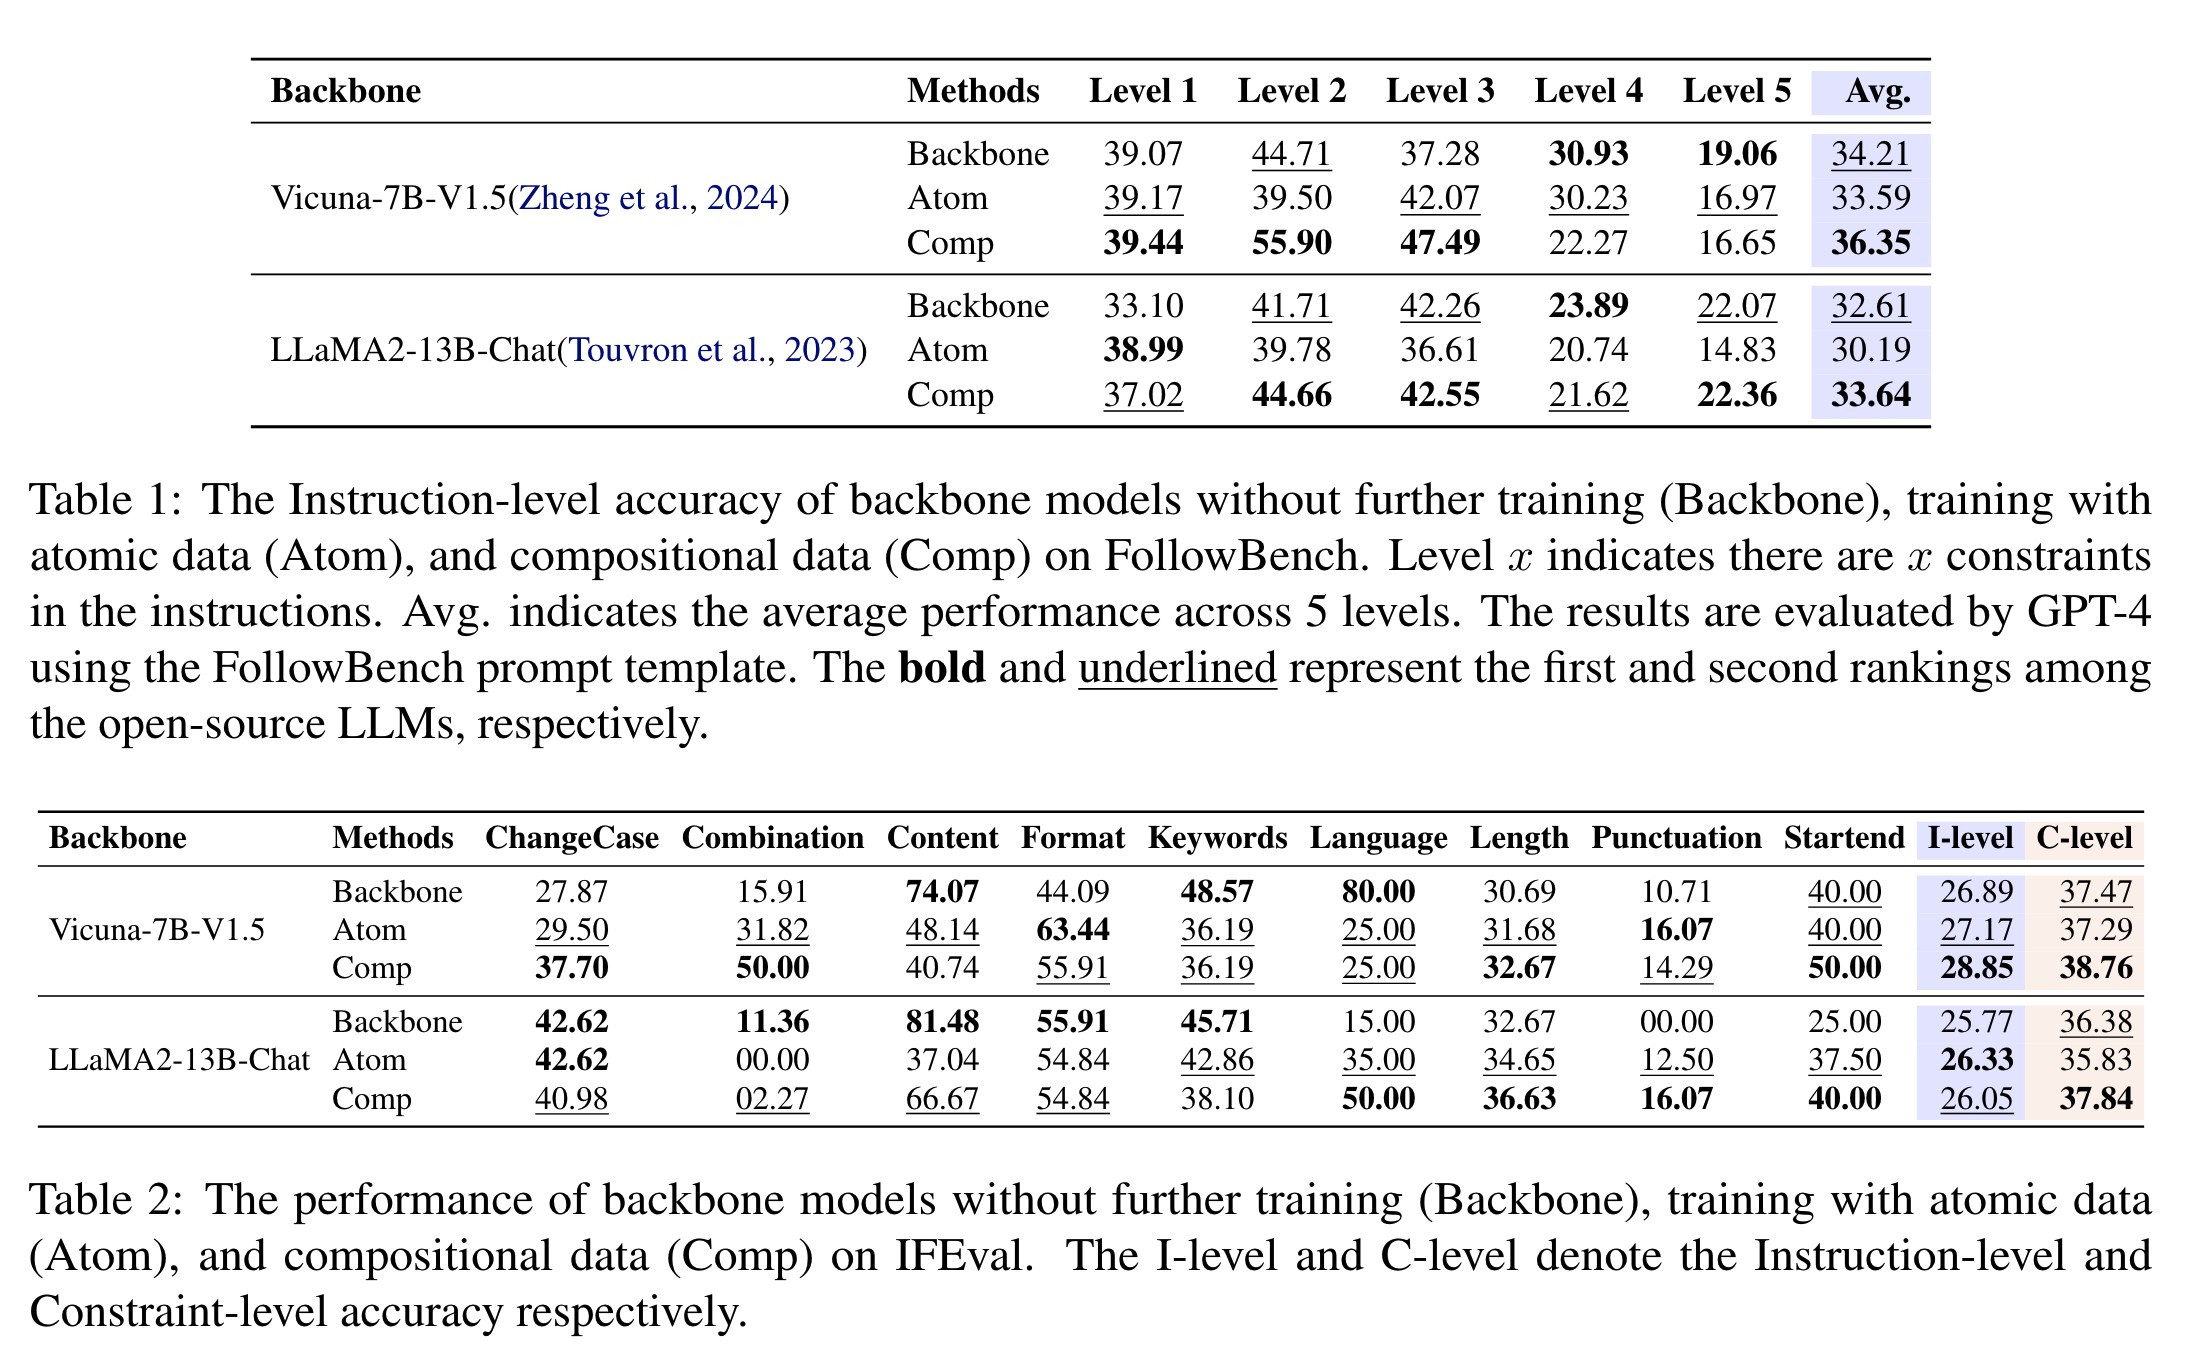 Backbone Methods Level 1 Level 2 Level 3 Level 4 Level 5 Avg.
Backbone 39.07 44.71 37.28 30.93 19.06 34.21
Vicuna-7B-V1.5(Zheng et al., 2024) Atom 39.17 39.50 42.07 30.23 16.97 33.59
Comp 39.44 55.90 47.49 22.27 16.65 36.35
Backbone 33.10 41.71 42.26 23.89 22.07 32.61
LLaMA2-13B-Chat(Touvron et al., 2023) Atom 38.99 39.78 36.61 20.74 14.83 30.19
Comp 37.02 44.66 42.55 21.62 22.36 33.64
Table 1: The Instruction-level accuracy of backbone models without further training (Backbone), training with
atomic data (Atom), and compositional data (Comp) on FollowBench. Level x indicates there are x constraints
in the instructions. Avg. indicates the average performance across 5 levels. The results are evaluated by GPT-4
using the FollowBench prompt template. The bold and underlined represent the first and second rankings among
the open-source LLMs, respectively.
Backbone Methods ChangeCase Combination Content Format Keywords Language Length Punctuation Startend I-level C-level
Backbone 27.87 15.91 74.07 44.09 48.57 80.00 30.69 10.71 40.00 26.89 37.47
Vicuna-7B-V1.5 Atom 29.50 31.82 48.14 63.44 36.19 25.00 31.68 16.07 40.00 27.17 37.29
Comp 37.70 50.00 40.74 55.91 36.19 25.00 32.67 14.29 50.00 28.85 38.76
Backbone 42.62 11.36 81.48 55.91 45.71 15.00 32.67 00.00 25.00 25.77 36.38
LLaMA2-13B-Chat Atom 42.62 00.00 37.04 54.84 42.86 35.00 34.65 12.50 37.50 26.33 35.83
Comp 40.98 02.27 66.67 54.84 38.10 50.00 36.63 16.07 40.00 26.05 37.84
Table 2: The performance of backbone models without further training (Backbone), training with atomic data
(Atom), and compositional data (Comp) on IFEval. The I-level and C-level denote the Instruction-level and
Constraint-level accuracy respectively.